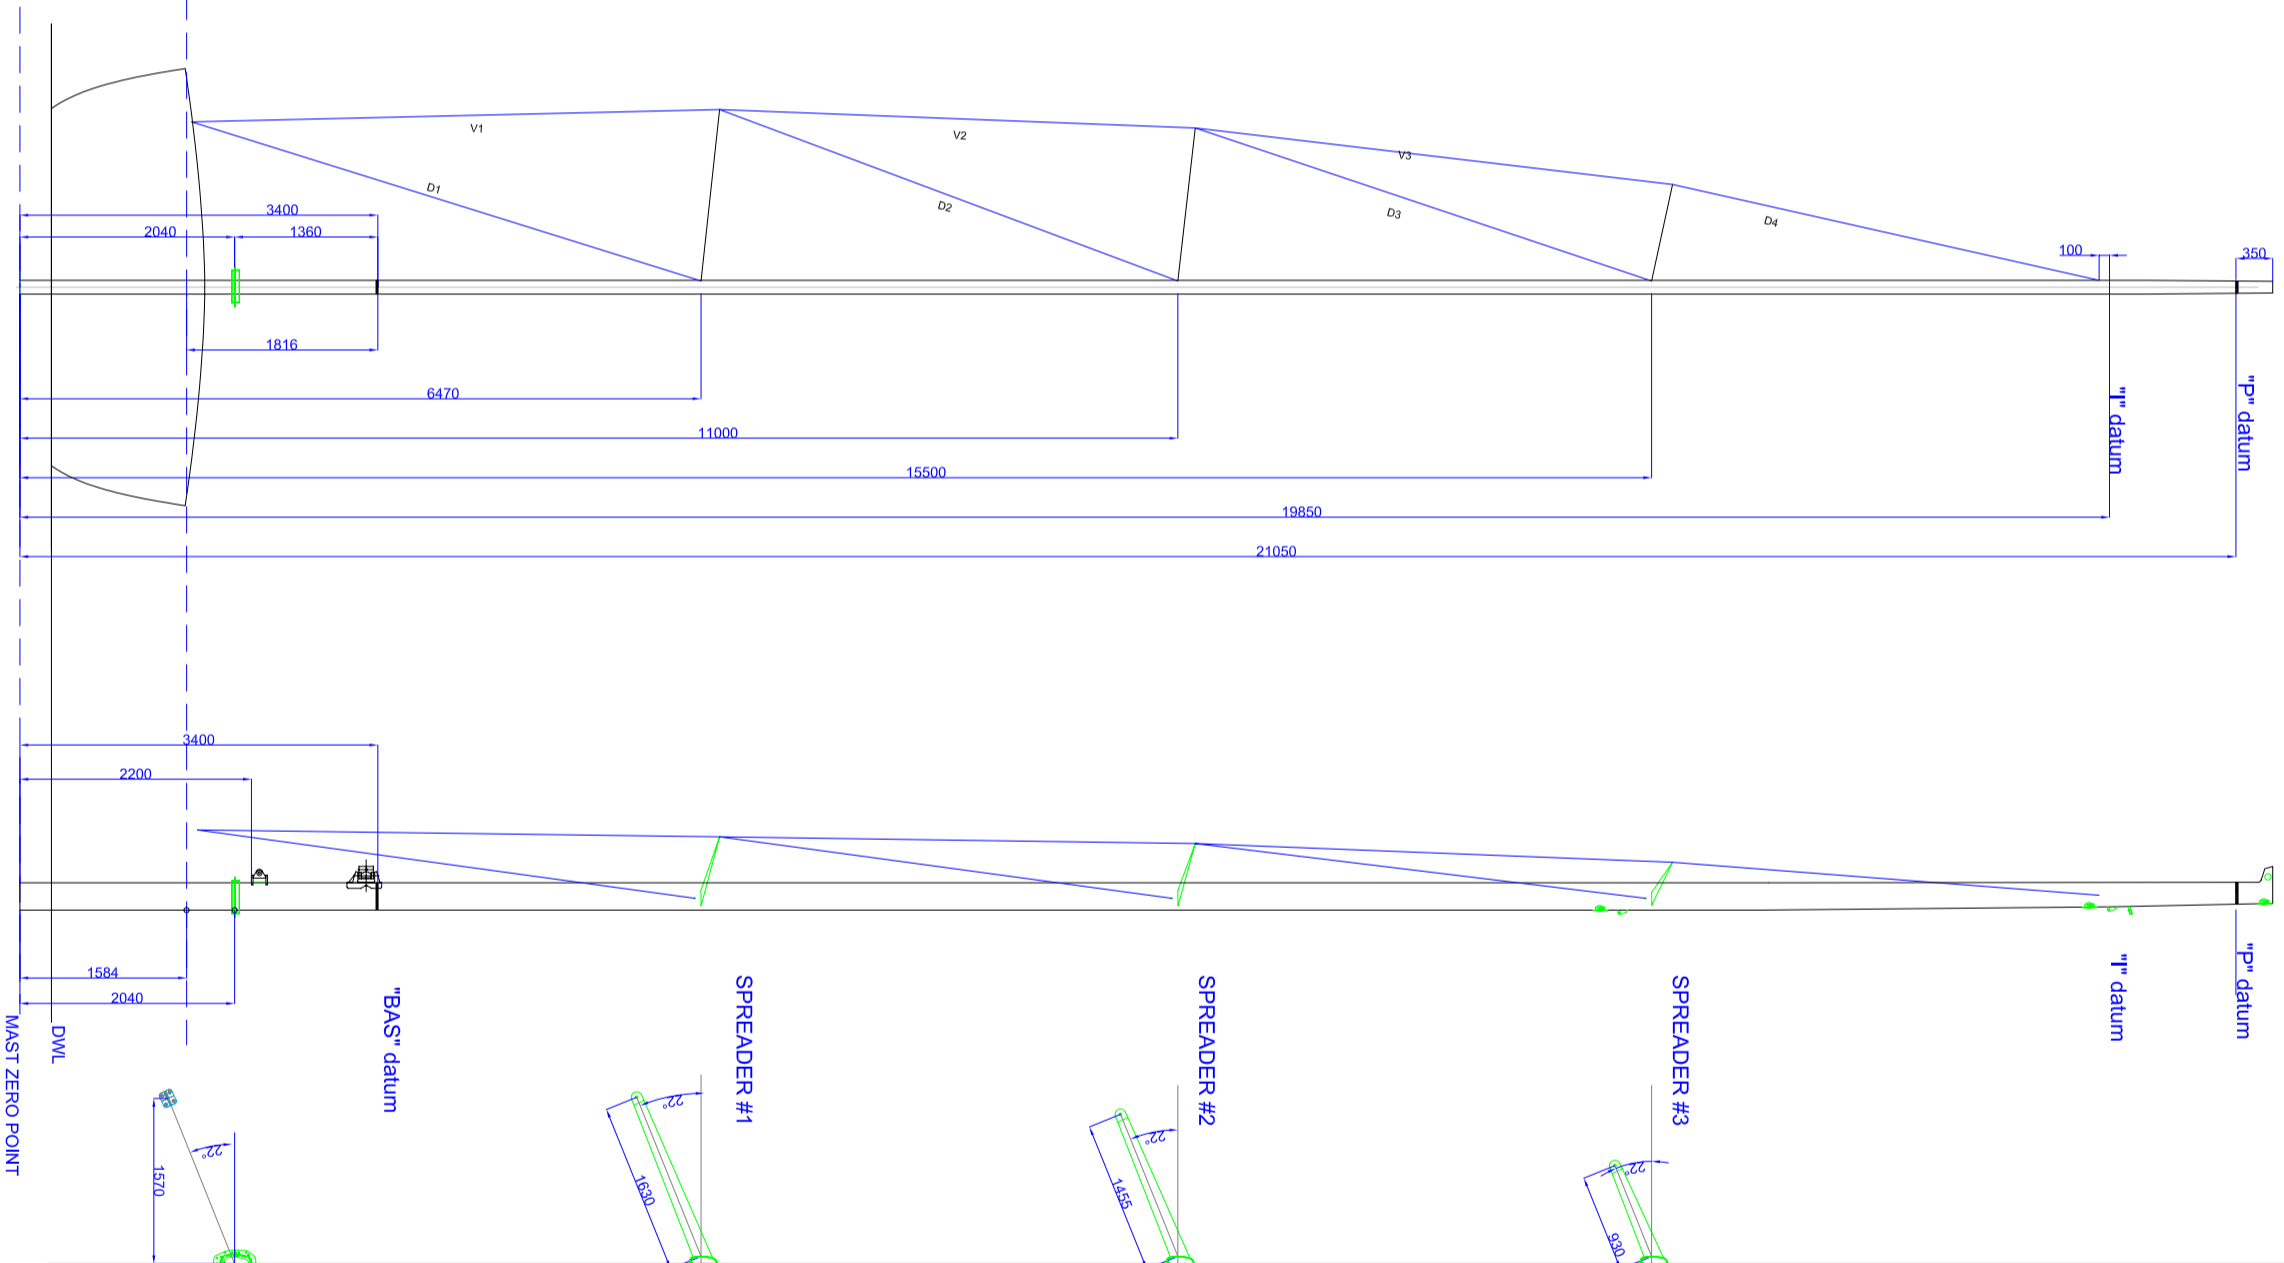 V1
V2
V3
D1
D2
D3
D4
3400
2040
1360
100
350
1816
6470
11000
15500
19850
21050
"I" datum
"P" datum
3400
2200
1584
2040
MAST ZERO POINT
DWL
"BAS" datum
SPREADER #1
SPREADER #2
SPREADER #3
"I" datum
"P" datum
22°
1570
22°
1630
22°
1455
22°
930